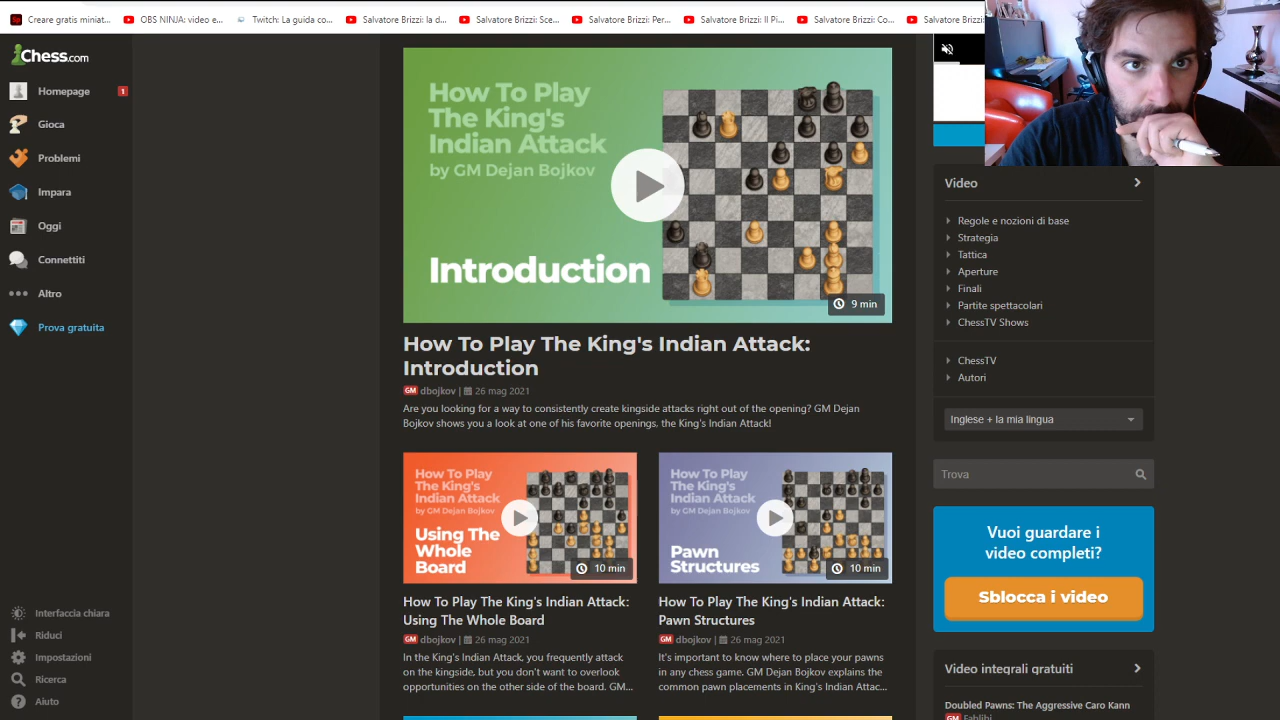 Creare gratis miniat...
OBS NINJA: video e...
Twitch: La guida co...
Salvatore Brizzi: la d...
Salvatore Brizzi: Sce...
Salvatore Brizzi: Per...
Salvatore Brizzi: Il Pi...
Salvatore Brizzi: Co...
Salvatore Brizzi:
Chess.com
Homepage
1
Gioca
Problemi
Impara
Oggi
Connettiti
Altro
Prova gratuita
Interfaccia chiara
Riduci
Impostazioni
Ricerca
Aiuto
How To Play
The King's
Indian Attack
by GM Dejan Bojkov
Introduction
9 min
How To Play The King's Indian Attack:
Introduction
GM dbojkov | 26 mag 2021
Are you looking for a way to consistently create kingside attacks right out of the opening? GM Dejan
Bojkov shows you a look at one of his favorite openings, the King's Indian Attack!
How To Play
The King's
Indian Attack
by GM Dejan Bojkov
Using The
Whole
Board
10 min
How To Play The King's Indian Attack:
Using The Whole Board
GM dbojkov | 26 mag 2021
In the King's Indian Attack, you frequently attack
on the kingside, but you don't want to overlook
opportunities on the other side of the board. GM...
How To Play
The King's
Indian Attack
by GM Dejan Bojkov
Pawn
Structures
10 min
How To Play The King's Indian Attack:
Pawn Structures
GM dbojkov | 26 mag 2021
It's important to know where to place your pawns
in any chess game. GM Dejan Bojkov explains the
common pawn placements in King's Indian Attac...
Video
Regole e nozioni di base
Strategia
Tattica
Aperture
Finali
Partite spettacolari
ChessTV Shows
ChessTV
Autori
Inglese + la mia lingua
Trova
Vuoi guardare i
video completi?
Sblocca i video
Video integrali gratuiti
Doubled Pawns: The Aggressive Caro Kann
GM Fablibi